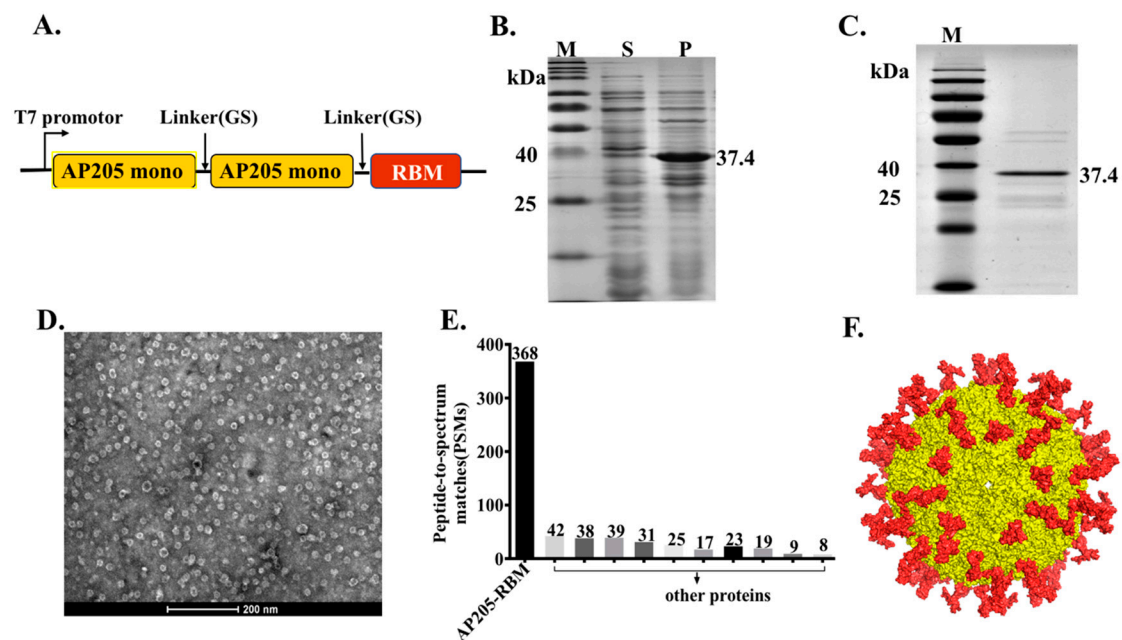 A.
T7 promotor
Linker(GS)
Linker(GS)
AP205 mono
AP205 mono
RBM
B.
M S P
kDa
40
25
37.4
C.
M
kDa
40
25
37.4
D.
200 nm
E.
Peptide-to-spectrum
matches(PSMs)
400
300
200
100
0
368
42
38
39
31
25
17
23
19
9
8
AP205-RBM
other proteins
F.